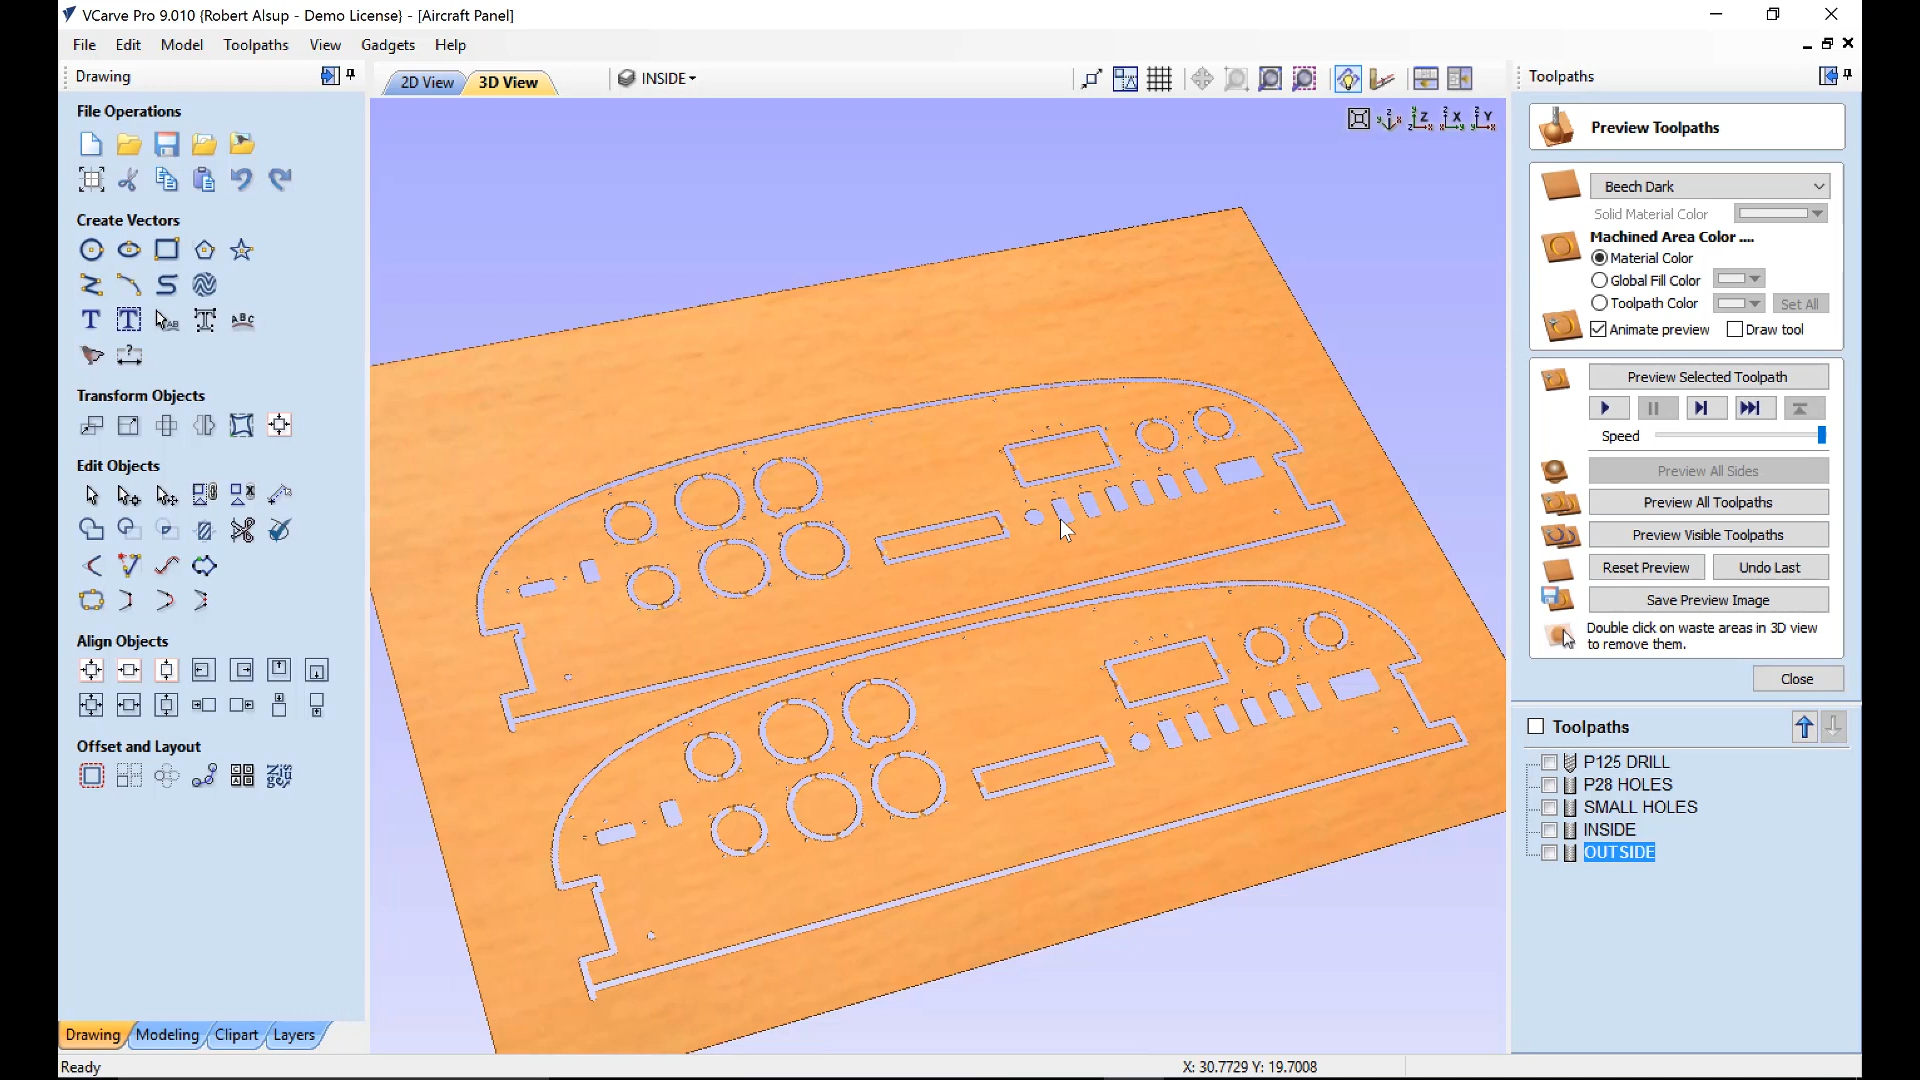 VCarve Pro 9.010 {Robert Alsup - Demo License} - [Aircraft Panel]
File Edit Model Toolpaths View Gadgets Help
Drawing
File Operations
Create Vectors
Transform Objects
Edit Objects
Align Objects
Offset and Layout
Drawing Modeling Clipart Layers
Ready
2D View 3D View
INSIDE
X: 30.7729 Y: 19.7008
Toolpaths
Preview Toolpaths
Beech Dark
Solid Material Color
Machined Area Color ....
Material Color
Global Fill Color
Toolpath Color Set All
Animate preview Draw tool
Preview Selected Toolpath
Speed
Preview All Sides
Preview All Toolpaths
Preview Visible Toolpaths
Reset Preview Undo Last
Save Preview Image
Double click on waste areas in 3D view
to remove them.
Close
Toolpaths
P125 DRILL
P28 HOLES
SMALL HOLES
INSIDE
OUTSIDE